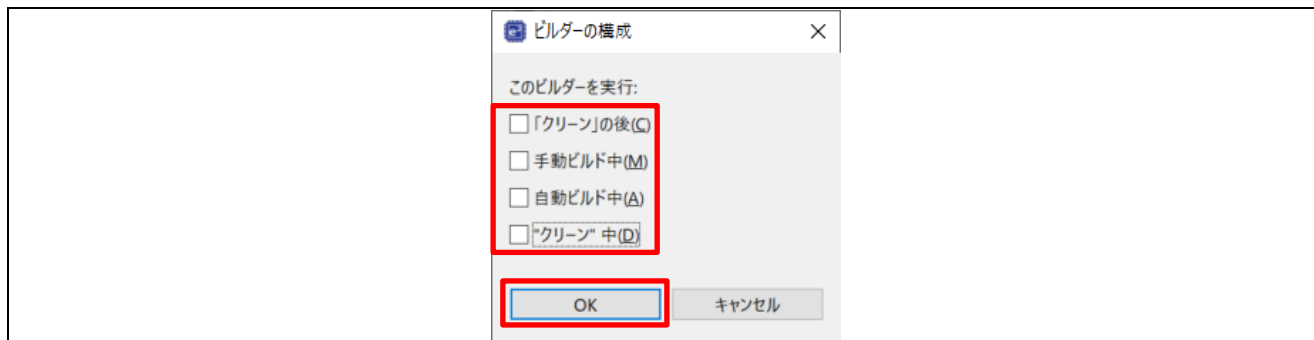 ビルダーの構成
このビルダーを実行:
「クリーン」の後(C)
手動ビルド中(M)
自動ビルド中(A)
"クリーン" 中(D)
OK キャンセル